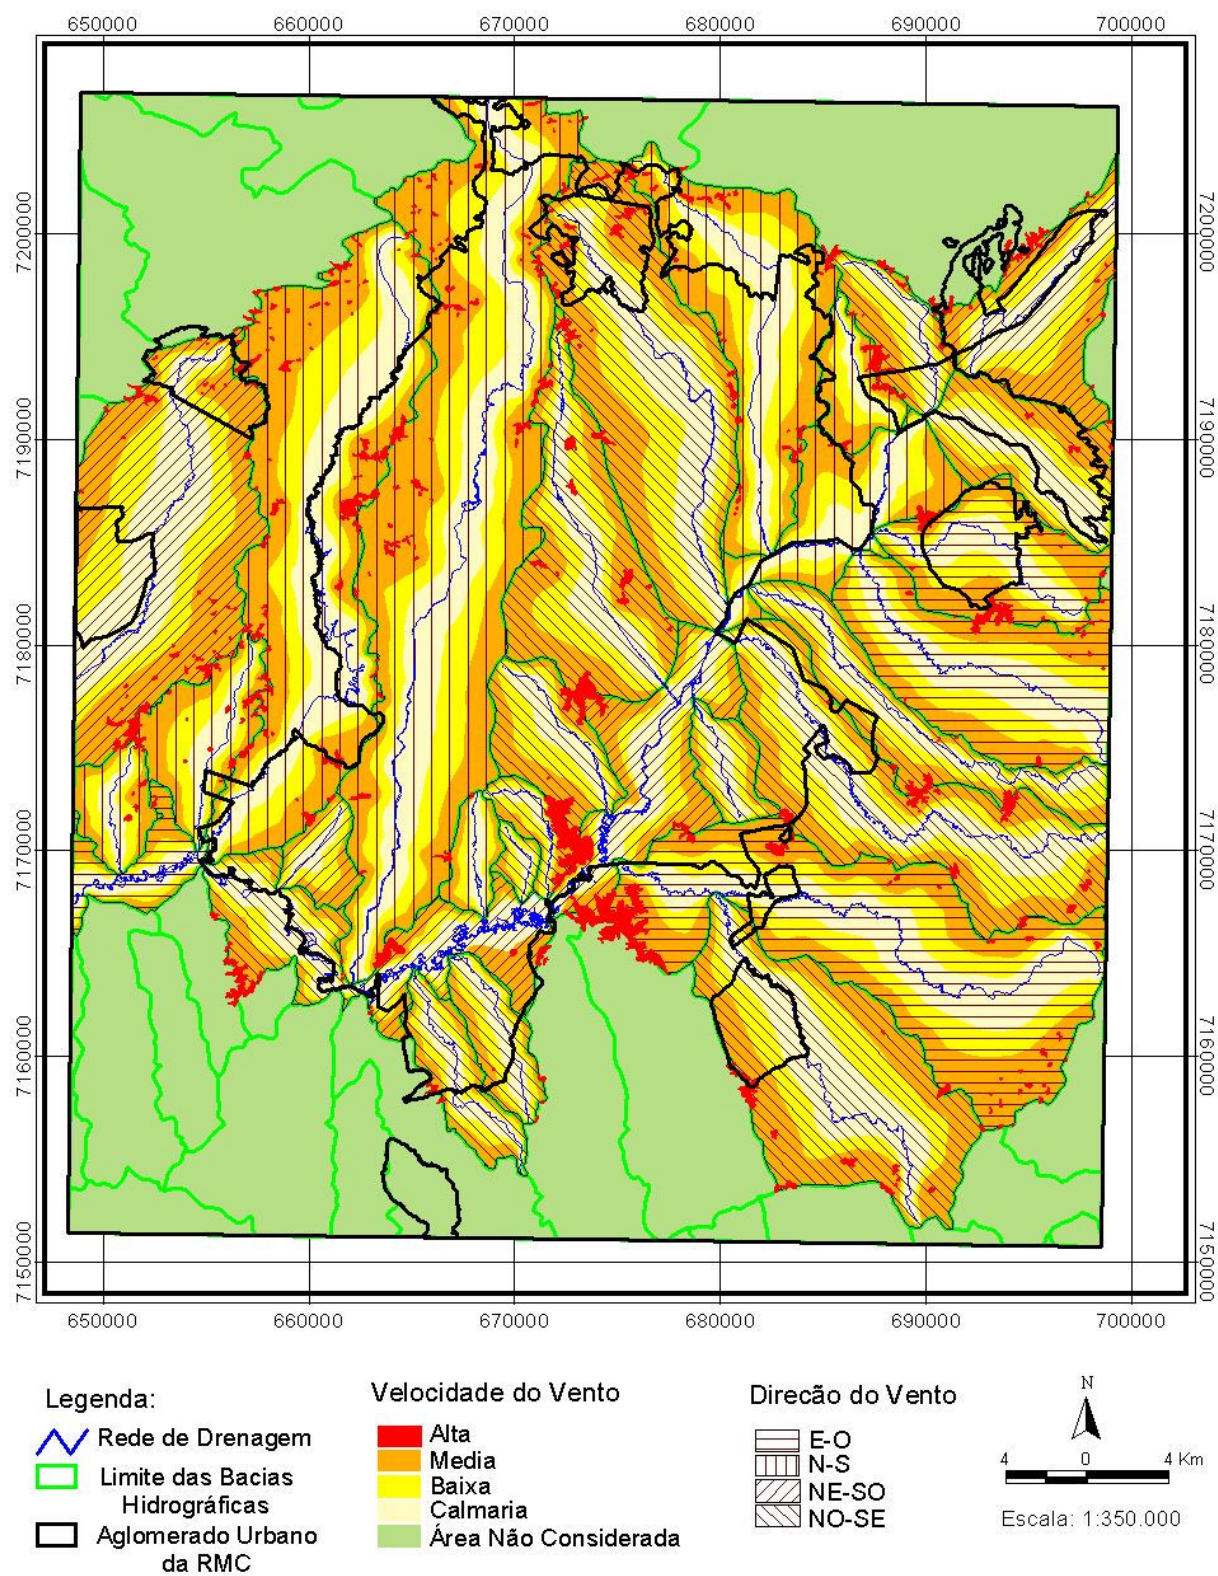 650000 660000 670000 680000 690000 700000
7200000 7200000
7190000 7190000
7180000 7180000
7170000 7170000
7160000 7160000
7150000 7150000
650000 660000 670000 680000 690000 700000
Legenda:
Rede de Drenagem
Limite das Bacias
Hidrográficas
Aglomerado Urbano
da RMC
Velocidade do Vento
Alta
Media
Baixa
Calmaria
Área Não Considerada
Direcão do Vento
E-O
N-S
NE-SO
NO-SE
N
4 0 4 Km
Escala: 1:350.000